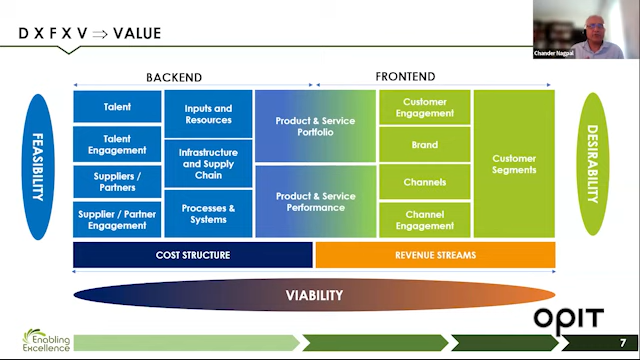 D X F X V ⇒ VALUE
Chander Nagpal
BACKEND
FRONTEND
FEASIBILITY
Talent
Talent
Engagement
Suppliers /
Partners
Supplier / Partner
Engagement
Inputs and
Resources
Infrastructure
and Supply
Chain
Processes &
Systems
Product & Service
Portfolio
Product & Service
Performance
Customer
Engagement
Brand
Channels
Channel
Engagement
Customer
Segments
DESIRABILITY
COST STRUCTURE
REVENUE STREAMS
VIABILITY
OPIT
Enabling
Excellence
7